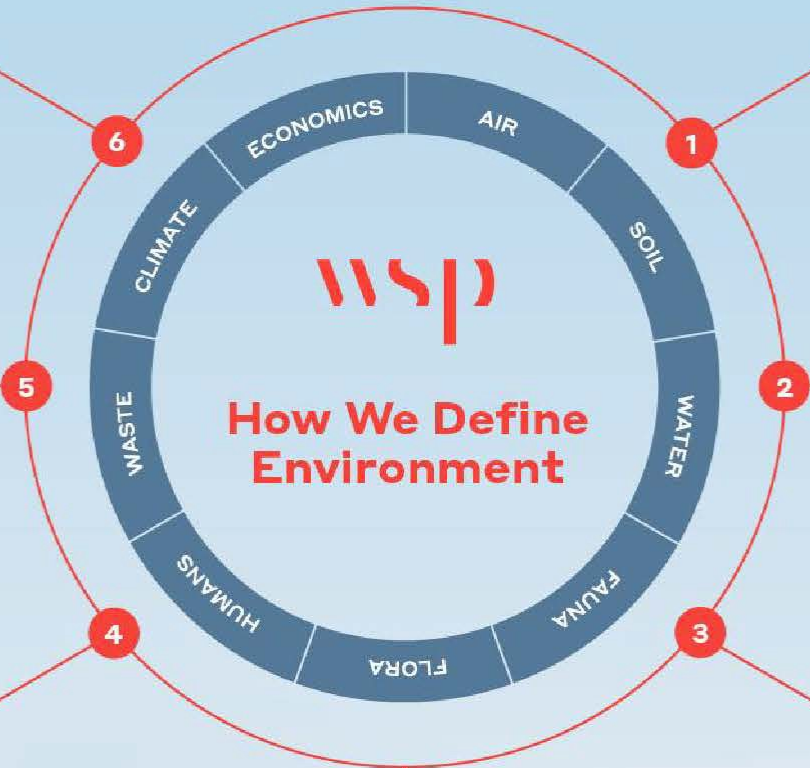 ECONOMICS
AIR
6
1
CLIMATE
SOIL
wsp
5
2
How We Define
Environment
WASTE
WATER
HUMANS
FAUNA
4
3
FLORA